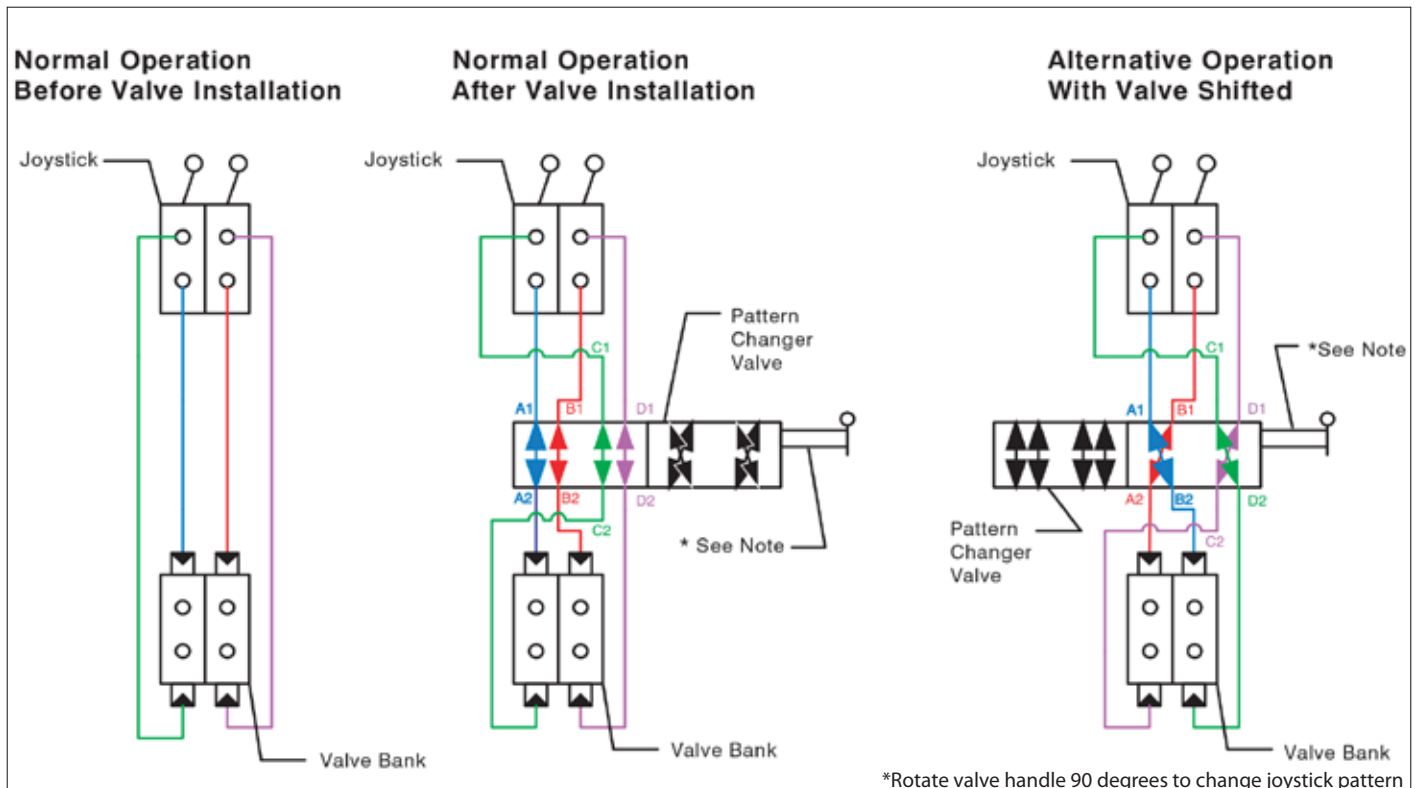 Normal Operation
Before Valve Installation
Joystick
Valve Bank
Normal Operation
After Valve Installation
Joystick
Pattern
Changer
Valve
C1
A1
B1
D1
A2
B2
D2
C2
* See Note
Valve Bank
Alternative Operation
With Valve Shifted
Joystick
*See Note
C1
A1
B1
D1
A2
B2
D2
C2
Pattern
Changer
Valve
Valve Bank
*Rotate valve handle 90 degrees to change joystick pattern